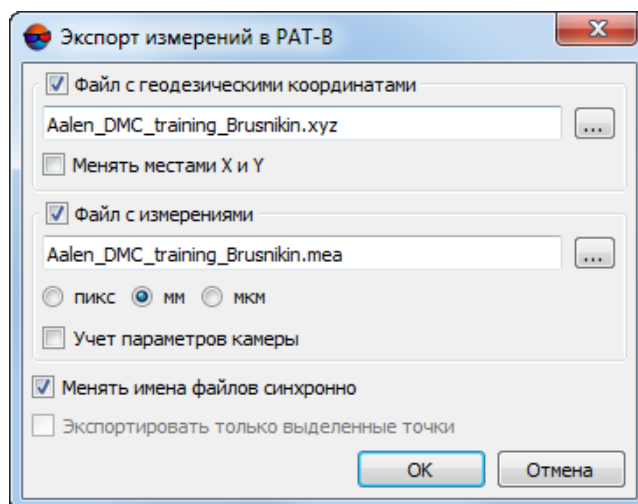 Экспорт измерений в PAT-B
Файл с геодезическими координатами
Aalen_DMC_training_Brusnikin.xyz
...
Менять местами X и Y
Файл с измерениями
Aalen_DMC_training_Brusnikin.mea
...
пикс мм мкм
Учет параметров камеры
Менять имена файлов синхронно
Экспортировать только выделенные точки
OK Отмена